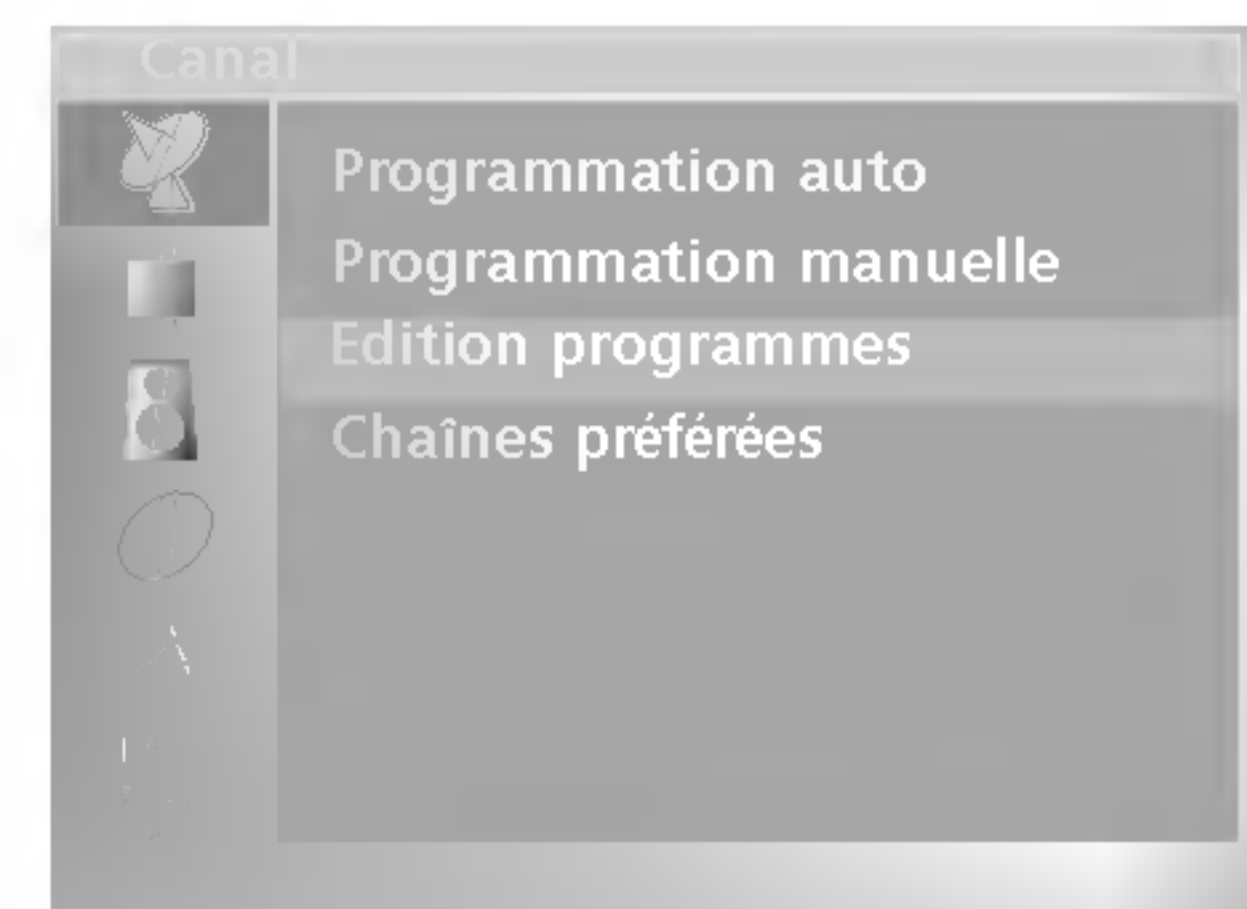 Canal
Programmation auto
Programmation manuelle
Edition programmes
Chaînes préférées